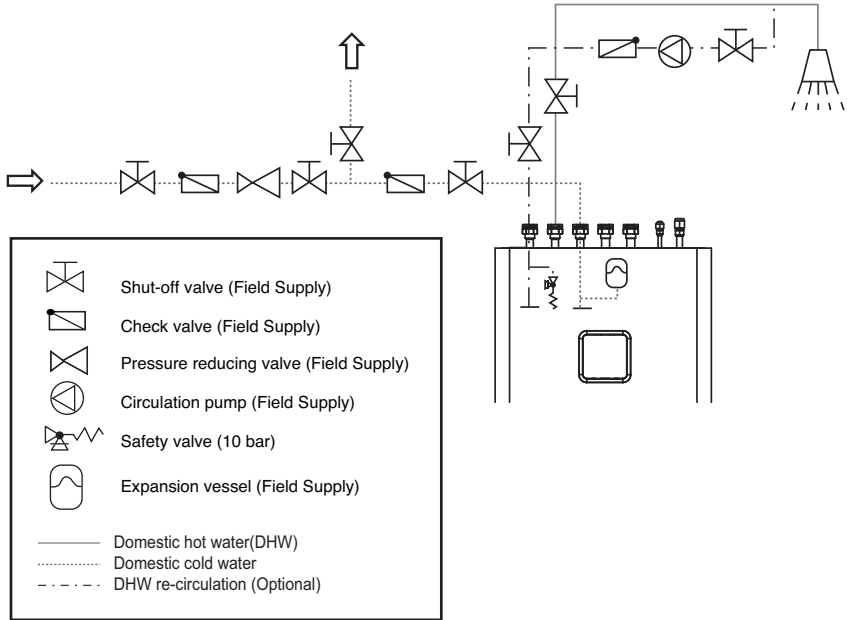 Shut-off valve (Field Supply)
Check valve (Field Supply)
Pressure reducing valve (Field Supply)
Circulation pump (Field Supply)
Safety valve (10 bar)
Expansion vessel (Field Supply)
Domestic hot water(DHW)
Domestic cold water
DHW re-circulation (Optional)